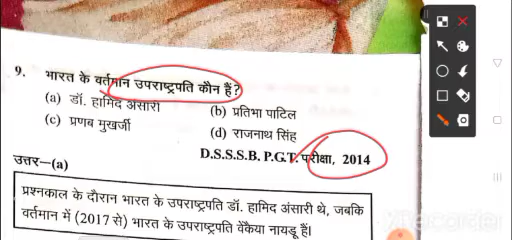 9. भारत के वर्तमान उपराष्ट्रपति कौन हैं?
(a) डॉ. हामिद अंसारी (b) प्रतिभा पाटिल
(c) प्रणब मुखर्जी (d) राजनाथ सिंह
D.S.S.S.B. P.G.T. परीक्षा, 2014
उत्तर–(a)
प्रश्नकाल के दौरान भारत के उपराष्ट्रपति डॉ. हामिद अंसारी थे, जबकि
वर्तमान में (2017 से) भारत के उपराष्ट्रपति वेंकैया नायडू हैं।